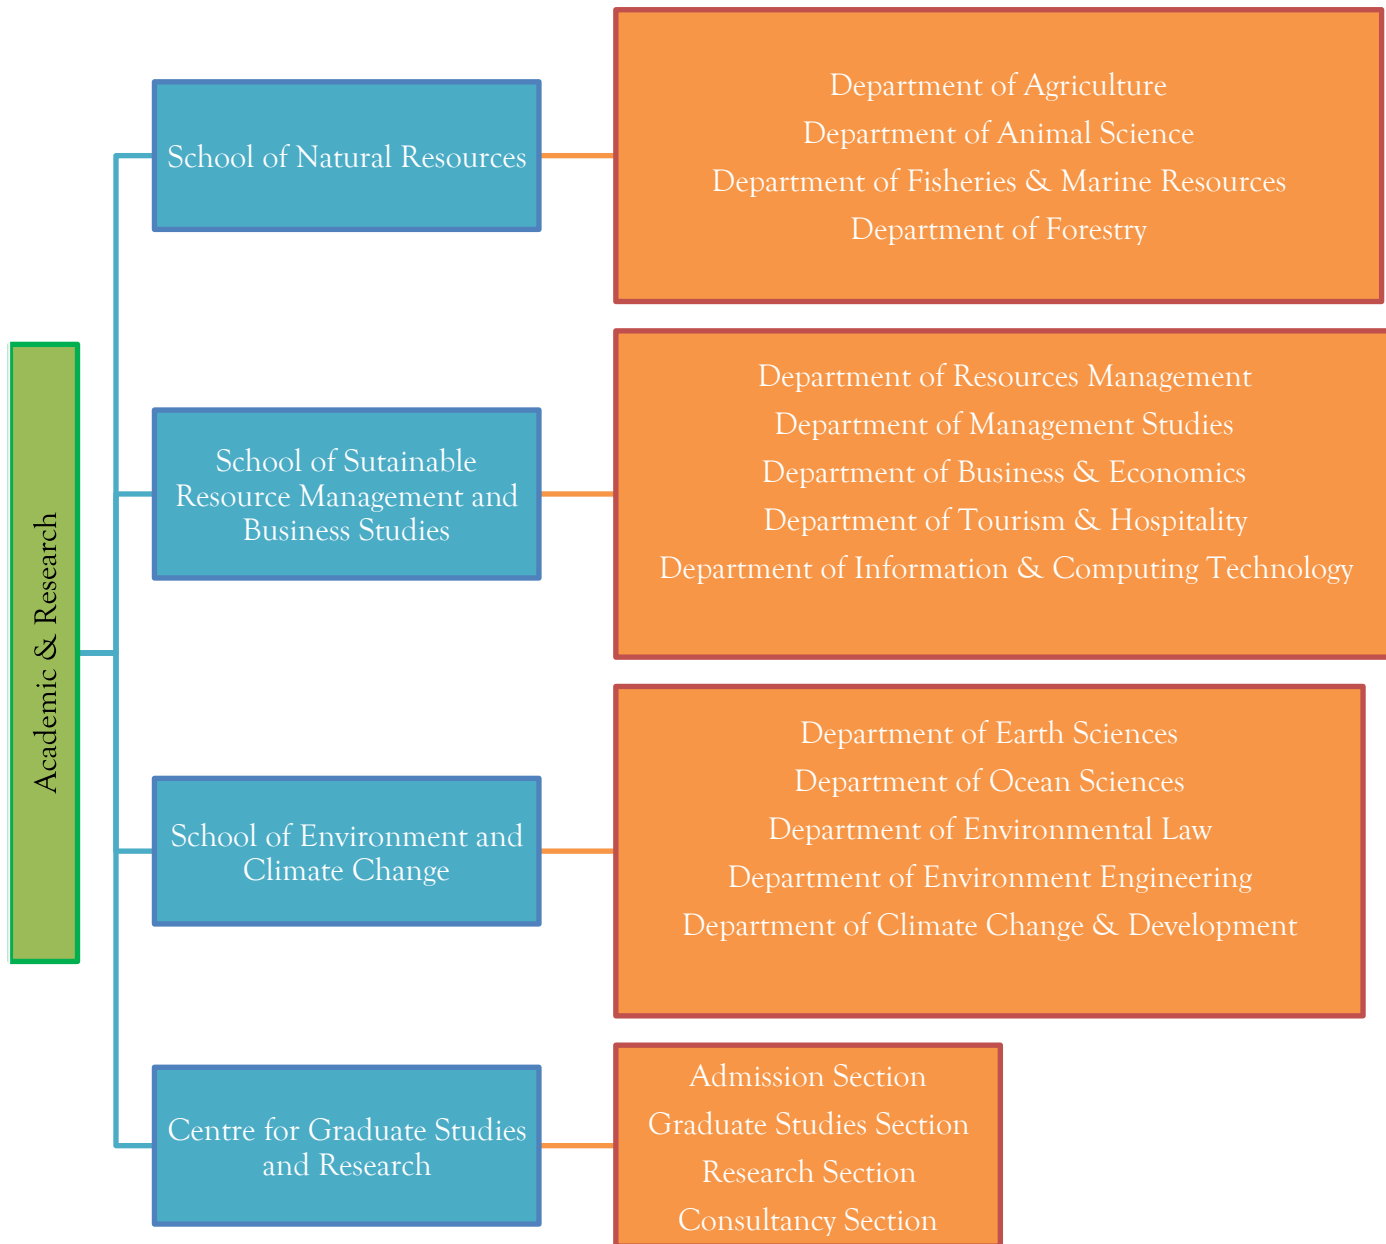 Academic & Research
School of Natural Resources
Department of Agriculture
Department of Animal Science
Department of Fisheries & Marine Resources
Department of Forestry
School of Sutainable
Resource Management and
Business Studies
Department of Resources Management
Department of Management Studies
Department of Business & Economics
Department of Tourism & Hospitality
Department of Information & Computing Technology
School of Environment and
Climate Change
Department of Earth Sciences
Department of Ocean Sciences
Department of Environmental Law
Department of Environment Engineering
Department of Climate Change & Development
Centre for Graduate Studies
and Research
Admission Section
Graduate Studies Section
Research Section
Consultancy Section